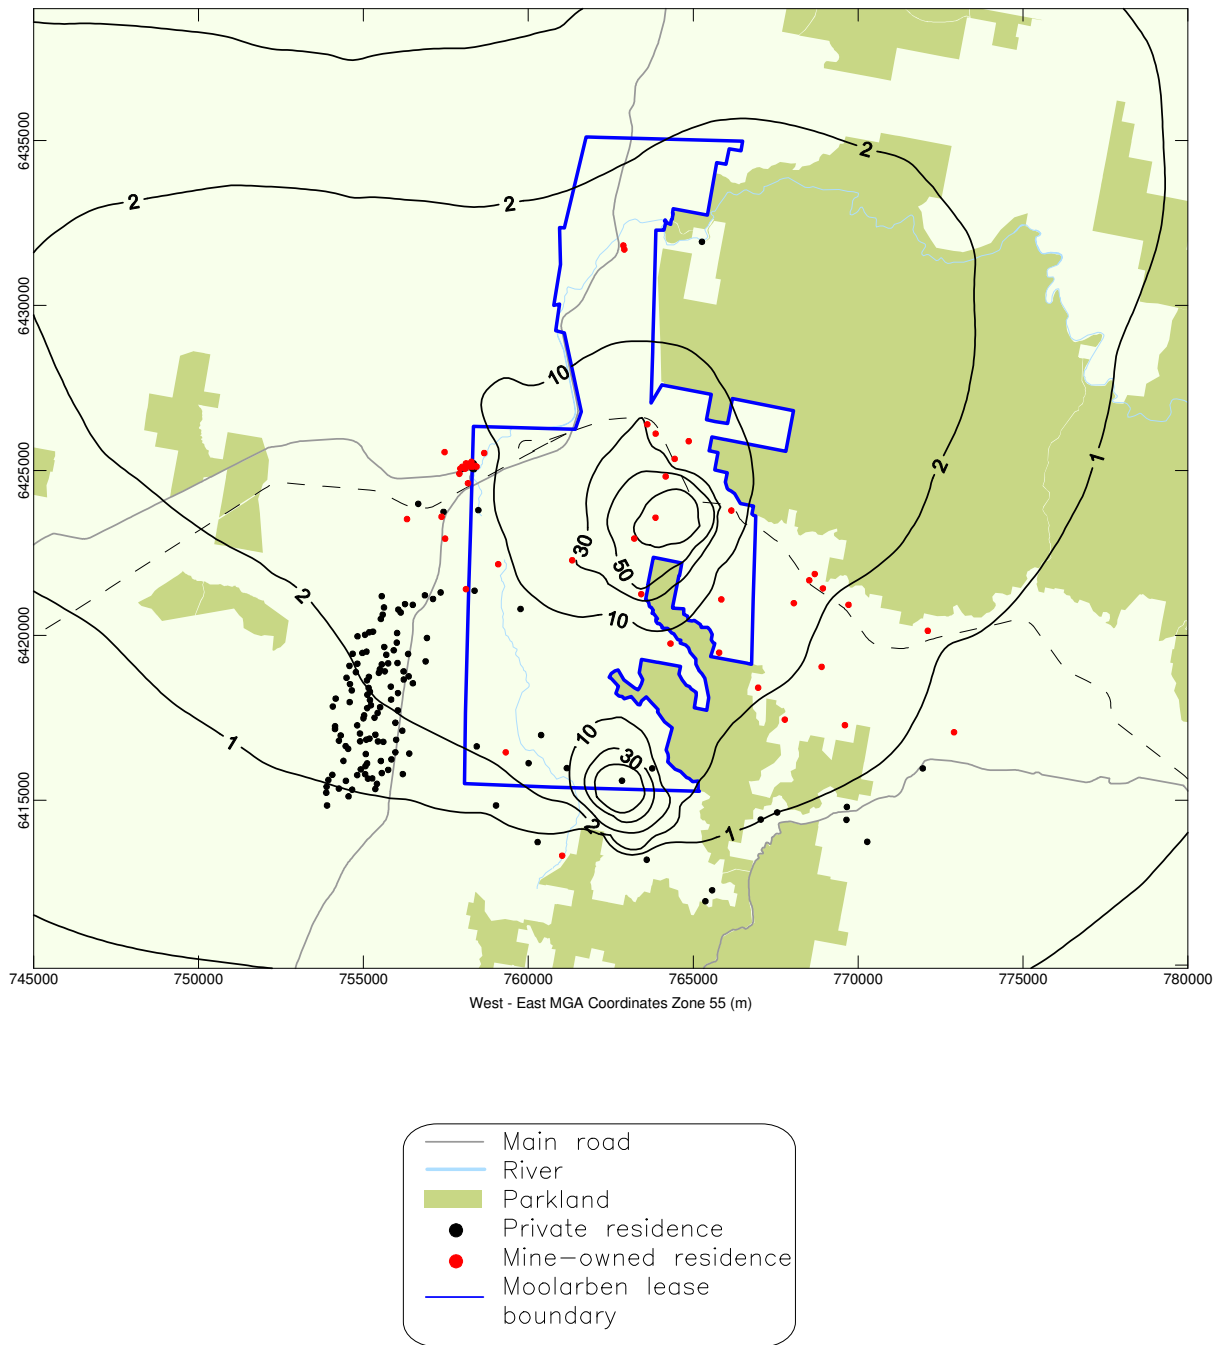 6435000
6430000
6425000
6420000
6415000
2
2
2
10
2
1
30
50
10
2
1
10
30
2
1
745000 750000 755000 760000 765000 770000 775000 780000
West - East MGA Coordinates Zone 55 (m)
Main road
River
Parkland
Private residence
Mine-owned residence
Moolarben lease
boundary